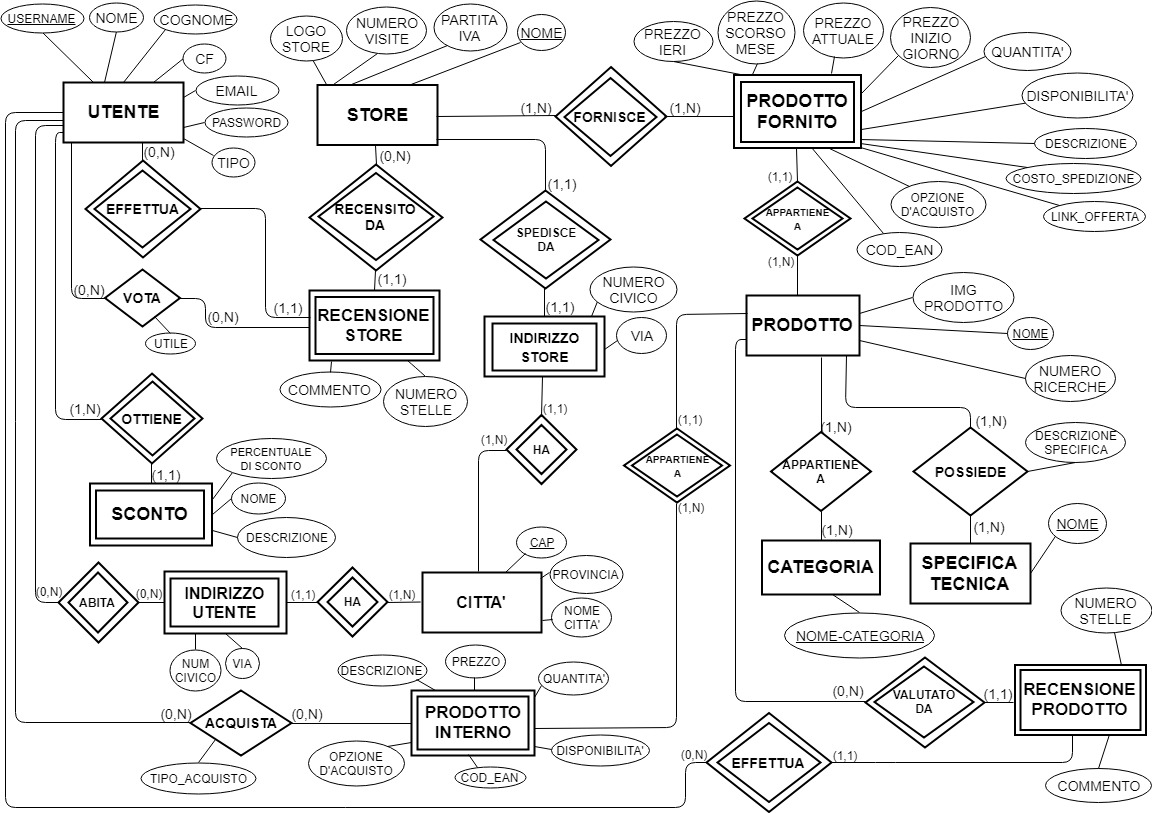 USERNAME
NOME
COGNOME
CF
EMAIL
PASSWORD
TIPO
UTENTE
LOGO
STORE
NUMERO
VISITE
PARTITA
IVA
NOME
STORE
(1,N)
FORNISCE
(1,N)
PREZZO
IERI
PREZZO
SCORSO
MESE
PREZZO
ATTUALE
PREZZO
INIZIO
GIORNO
QUANTITA'
DISPONIBILITA'
DESCRIZIONE
COSTO_SPEDIZIONE
LINK_OFFERTA
OPZIONE
D'ACQUISTO
COD_EAN
PRODOTTO
FORNITO
(0,N)
EFFETTUA
(1,1)
(0,N)
RECENSITO
DA
(1,1)
(1,1)
SPEDISCE
DA
(1,1)
(1,1)
APPARTIENE
A
(1,N)
(0,N)
VOTA
(0,N)
UTILE
RECENSIONE
STORE
COMMENTO
NUMERO
STELLE
NUMERO
CIVICO
VIA
INDIRIZZO
STORE
PRODOTTO
IMG
PRODOTTO
NOME
NUMERO
RICERCHE
(1,N)
OTTIENE
(1,1)
PERCENTUALE
DI SCONTO
NOME
DESCRIZIONE
SCONTO
(1,1)
HA
(1,N)
(1,1)
APPARTIENE
A
(1,N)
(1,N)
APPARTIENE
A
(1,N)
(1,N)
POSSIEDE
(1,N)
DESCRIZIONE
SPECIFICA
NOME
CATEGORIA
NOME-CATEGORIA
SPECIFICA
TECNICA
(0,N)
ABITA
(0,N)
INDIRIZZO
UTENTE
(1,1)
HA
(1,N)
CITTA'
CAP
PROVINCIA
NOME
CITTA'
NUM
CIVICO
VIA
(0,N)
ACQUISTA
(0,N)
TIPO_ACQUISTO
DESCRIZIONE
PREZZO
QUANTITA'
PRODOTTO
INTERNO
OPZIONE
D'ACQUISTO
COD_EAN
DISPONIBILITA'
(0,N)
VALUTATO
DA
(1,1)
NUMERO
STELLE
RECENSIONE
PRODOTTO
COMMENTO
(0,N)
EFFETTUA
(1,1)